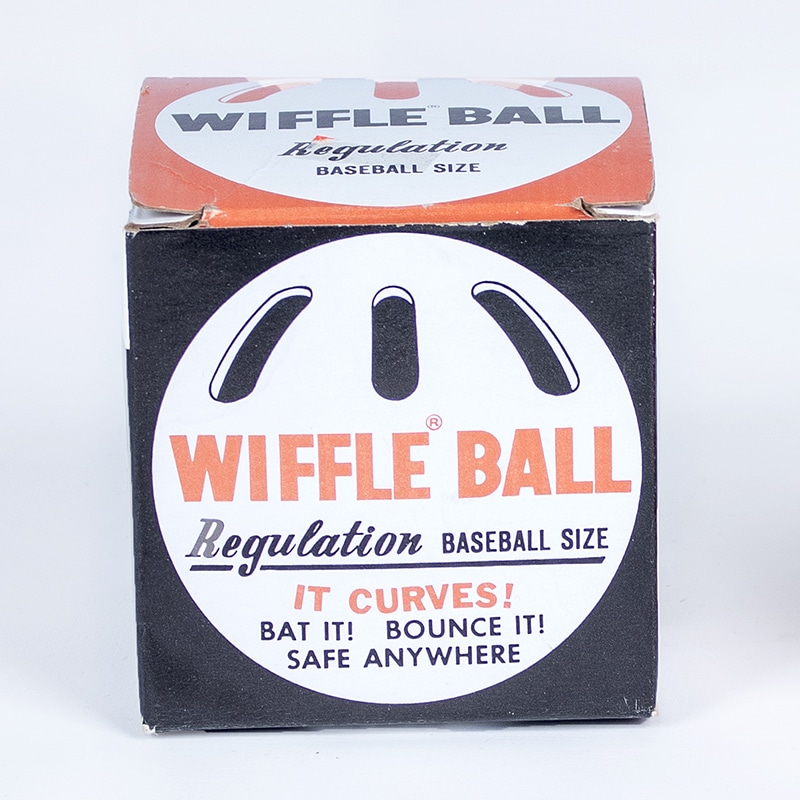 WIFFLE® BALL
Regulation
BASEBALL SIZE
WIFFLE® BALL
Regulation BASEBALL SIZE
IT CURVES!
BAT IT! BOUNCE IT!
SAFE ANYWHERE